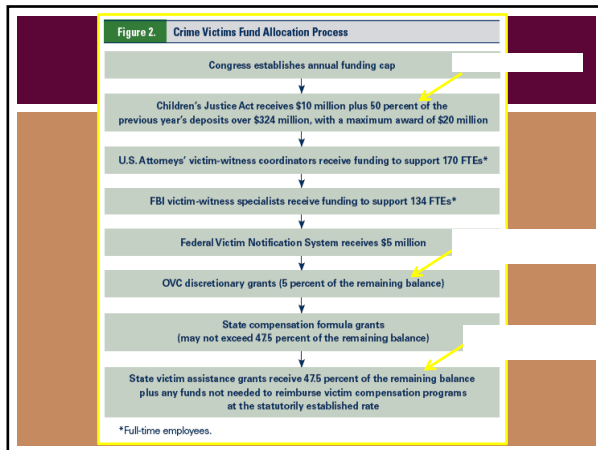 Figure 2. Crime Victims Fund Allocation Process
Congress establishes annual funding cap
Children's Justice Act receives $10 million plus 50 percent of the
previous year's deposits over $324 million, with a maximum award of $20 million
U.S. Attorneys' victim-witness coordinators receive funding to support 170 FTEs*
FBI victim-witness specialists receive funding to support 134 FTEs*
Federal Victim Notification System receives $5 million
OVC discretionary grants (5 percent of the remaining balance)
State compensation formula grants
(may not exceed 47.5 percent of the remaining balance)
State victim assistance grants receive 47.5 percent of the remaining balance
plus any funds not needed to reimburse victim compensation programs
at the statutorily established rate
*Full-time employees.